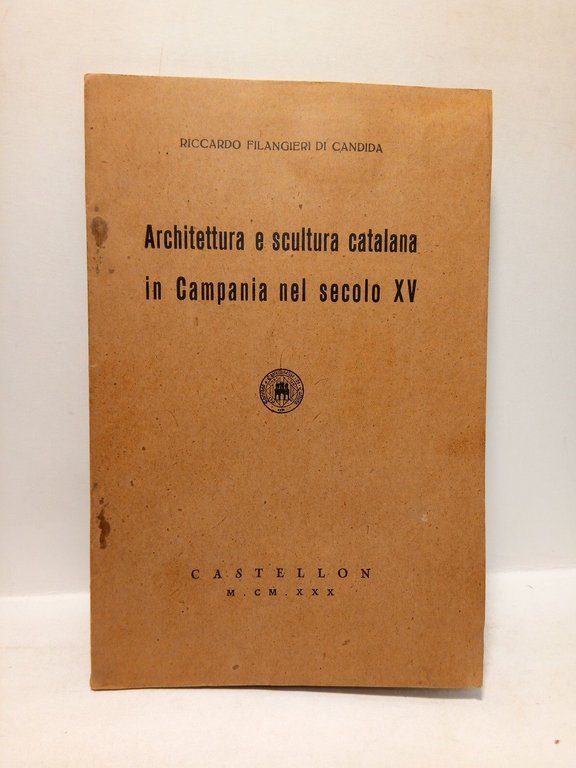 RICCARDO FILANGIERI DI CANDIDA
Architettura e scultura catalana
in Campania nel secolo XV
CASTELLON
M.CM.XXX